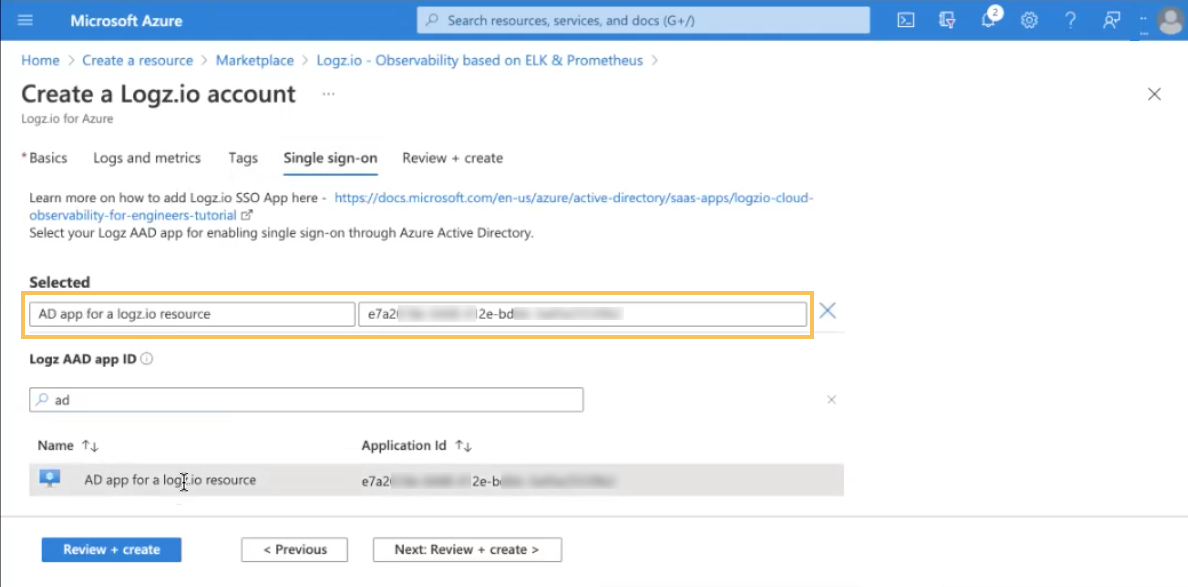 Microsoft Azure
Search resources, services, and docs (G+/)
2
Home > Create a resource > Marketplace > Logz.io - Observability based on ELK & Prometheus >
Create a Logz.io account ...
Logz.io for Azure
* Basics Logs and metrics Tags Single sign-on Review + create
Learn more on how to add Logz.io SSO App here - https://docs.microsoft.com/en-us/azure/active-directory/saas-apps/logzio-cloud-
observability-for-engineers-tutorial
Select your Logz AAD app for enabling single sign-on through Azure Active Directory.
Selected
AD app for a logz.io resource e7a2 12e-bd
Logz AAD app ID
ad
Name ↑↓ Application Id ↑↓
AD app for a logz.io resource e7a2 2e-b
Review + create < Previous Next: Review + create >